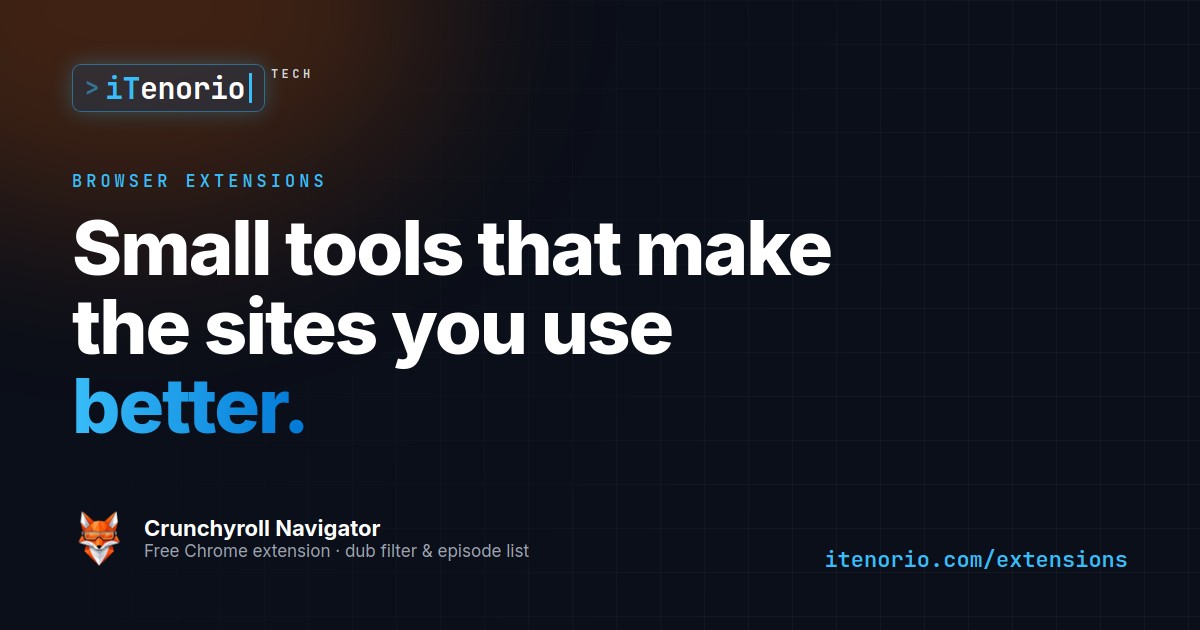 > iTenorio
TECH
BROWSER EXTENSIONS
Small tools that make
the sites you use
better.
Crunchyroll Navigator
Free Chrome extension · dub filter & episode list
itenorio.com/extensions